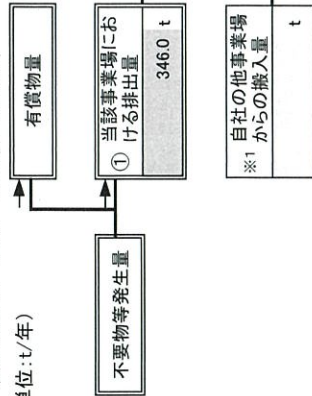 単位:t/年)
不要物等発生量
有償物量
① 当該事業場にお
ける排出量
346.0 t
※1 自社の他事業場
からの搬入量
t